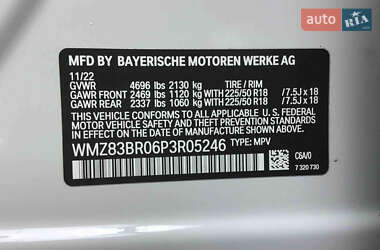 auto RIA
MFD BY BAYERISCHE MOTOREN WERKE AG
11/22
GVWR 4696 lbs 2130 kg TIRE / RIM
GAWR FRONT 2469 lbs 1120 kg WITH 225/50 R18 /7.5J x 18
GAWR REAR 2337 lbs 1060 kg WITH 225/50 R18 /7.5J x 18
THIS VEHICLE CONFORMS TO ALL APPLICABLE U.S. FEDERAL
MOTOR VEHICLE SAFETY, BUMPER, AND THEFT PREVENTION
STANDARDS IN EFFECT ON THE DATE OF MANUFACTURE
SHOWN ABOVE.
WMZ83BR06P3R05246 TYPE: MPV
C6A/0
7 320 730